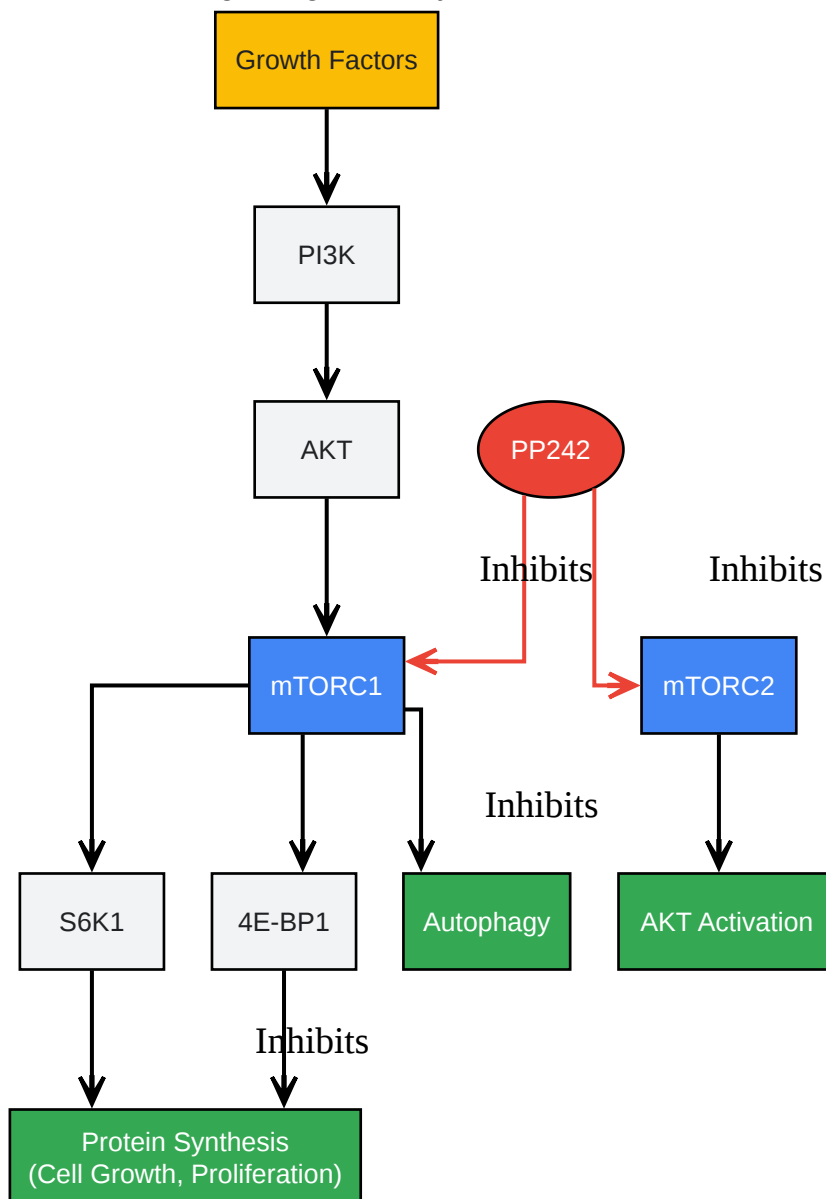 Growth Factors
PI3K
AKT
PP242
Inhibits
Inhibits
mTORC1
mTORC2
Inhibits
S6K1
4E-BP1
Autophagy
AKT Activation
Inhibits
Protein Synthesis
(Cell Growth, Proliferation)